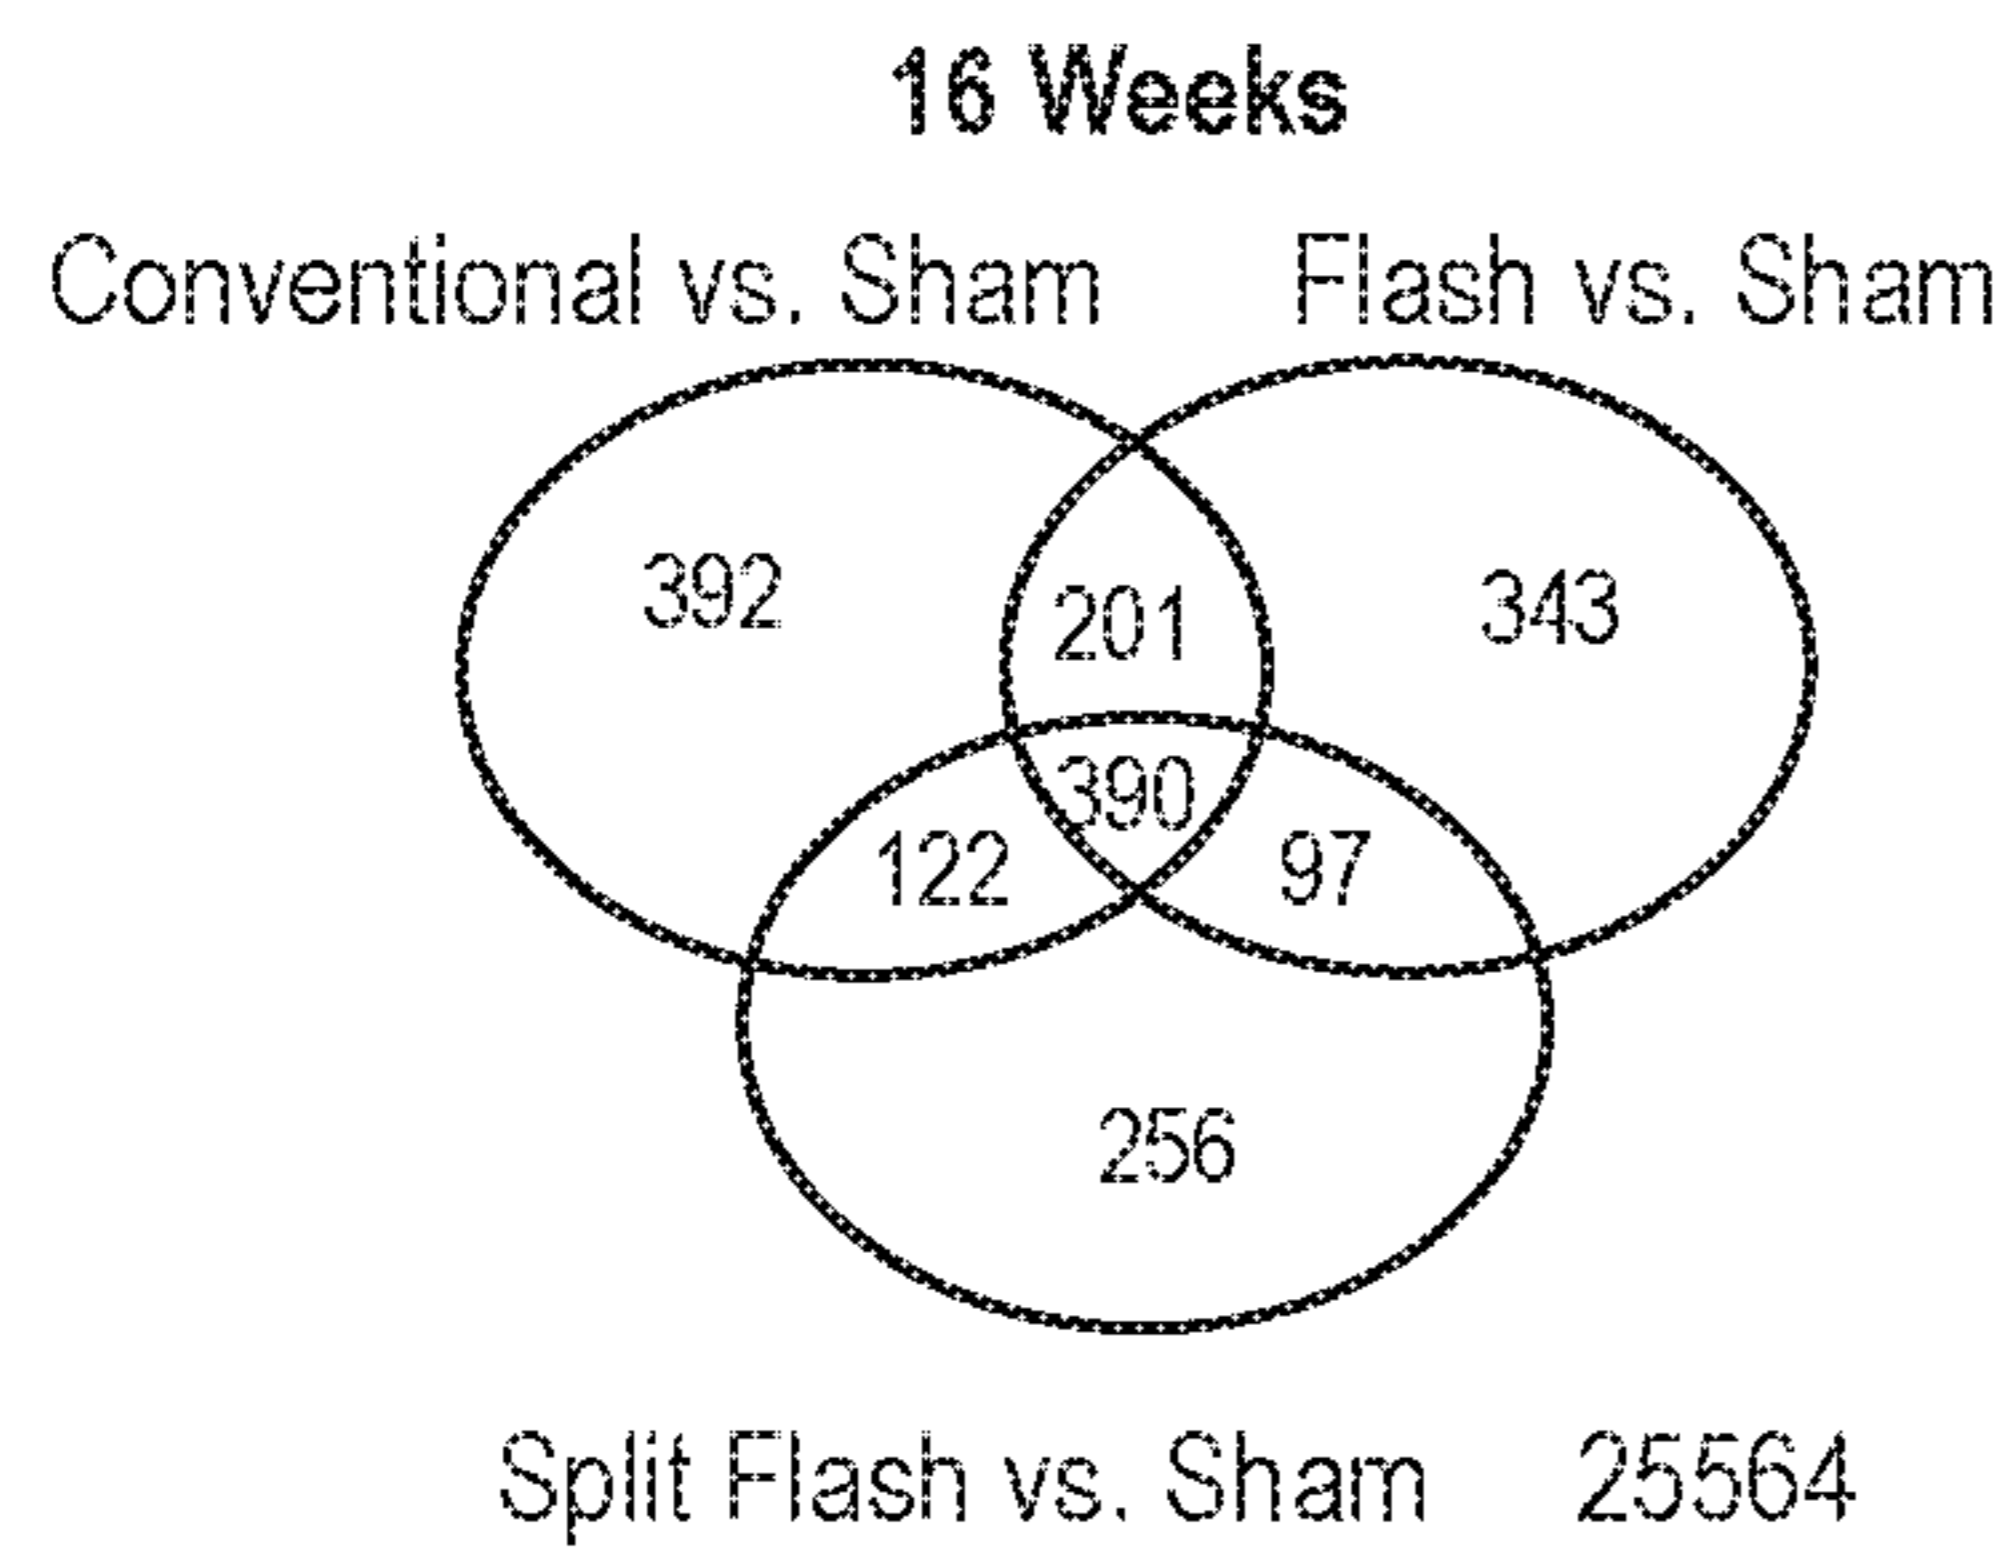 16 Weeks
Conventional vs. Sham Flash vs. Sham
392 201 343
390
122 97
256
Split Flash vs. Sham 25564